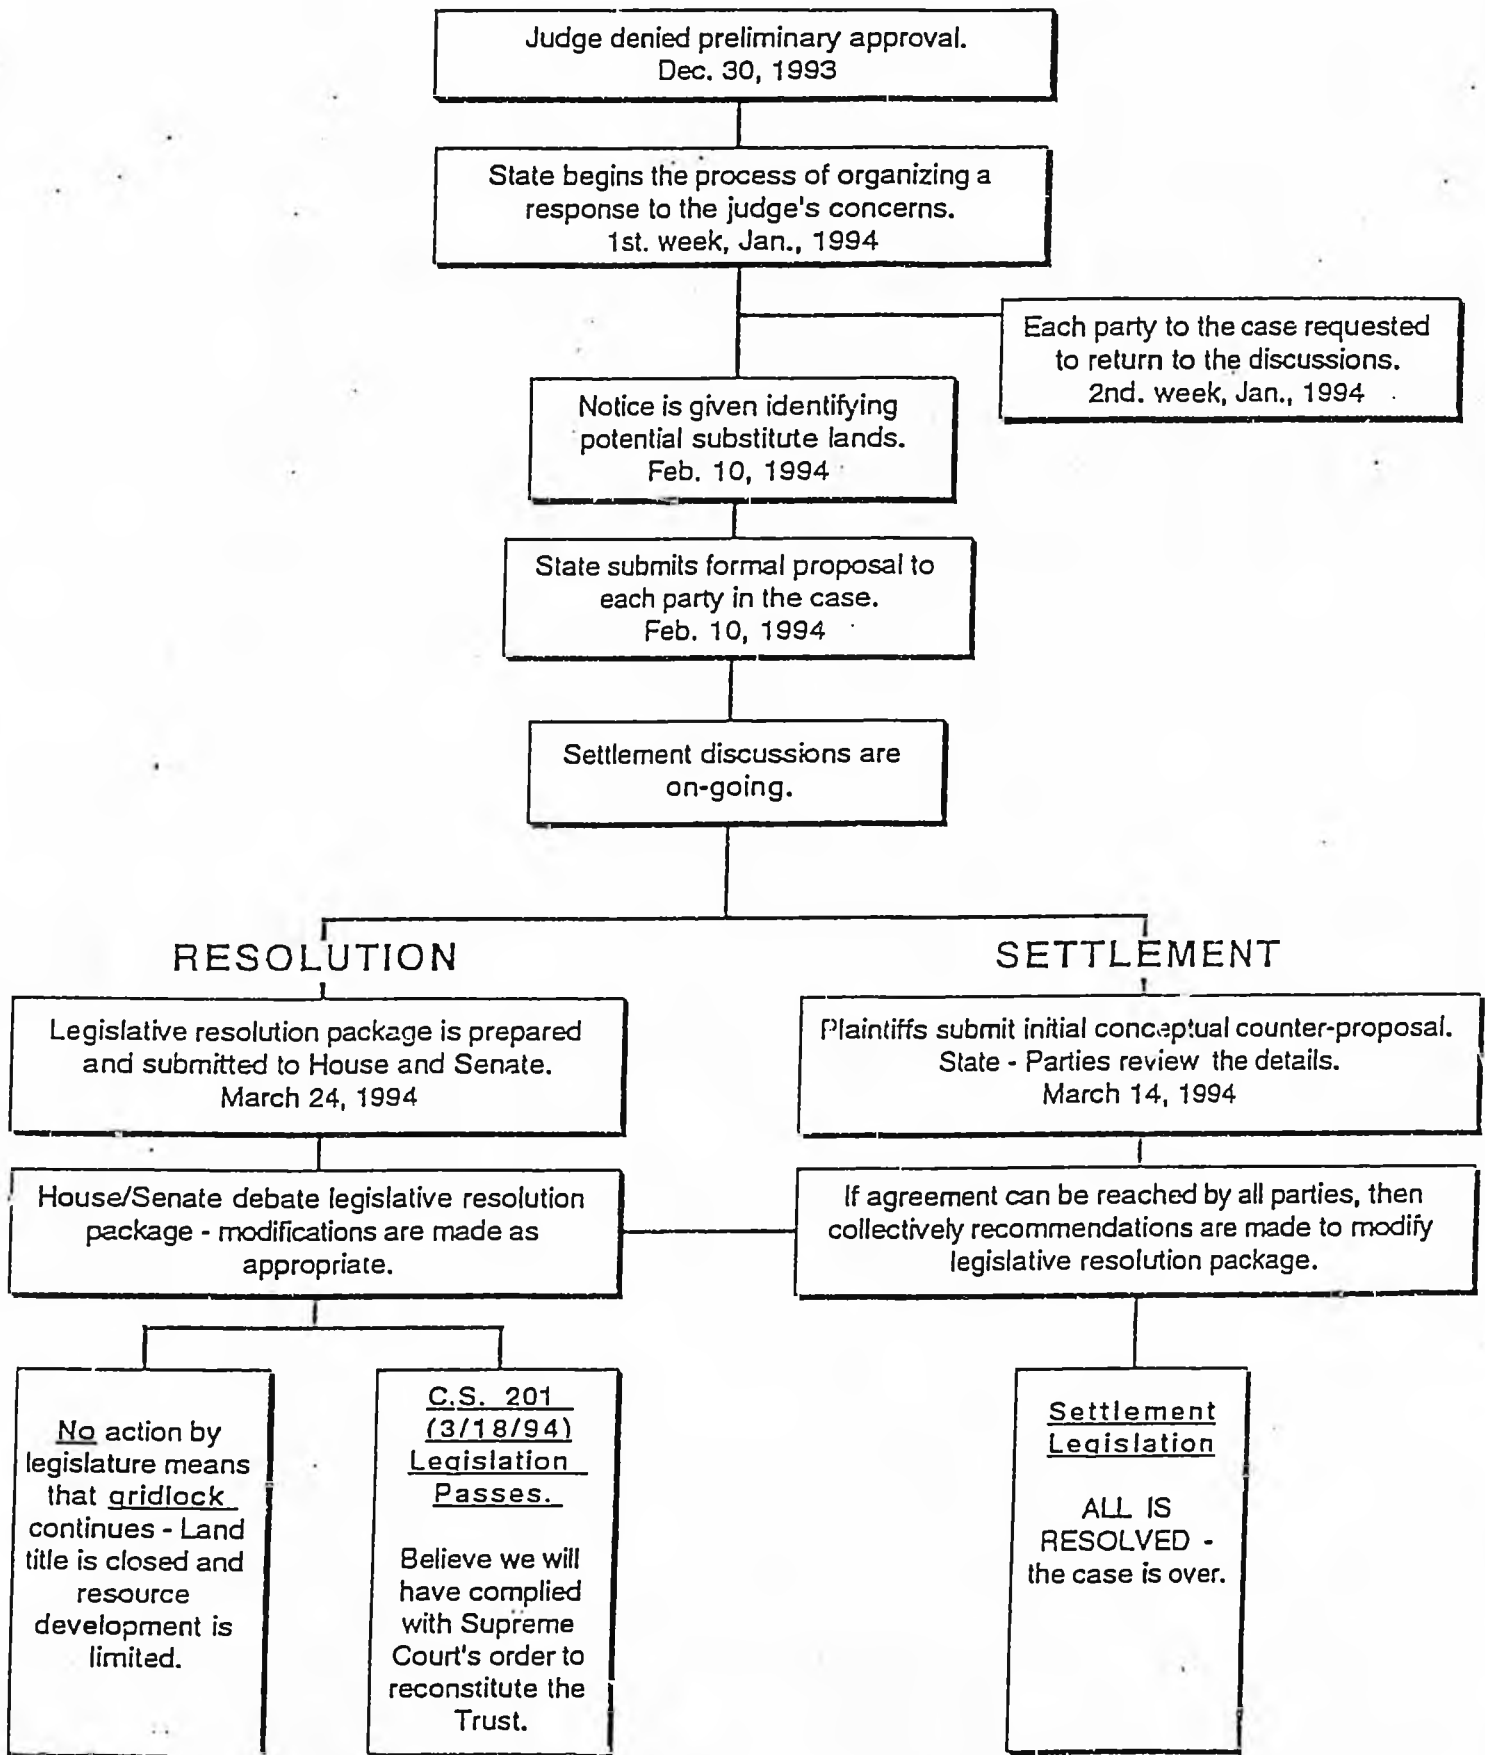 Judge denied preliminary approval.
Dec. 30, 1993
State begins the process of organizing a
response to the judge's concerns.
1st. week, Jan., 1994
Each party to the case requested
to return to the discussions.
2nd. week, Jan., 1994
Notice is given identifying
potential substitute lands.
Feb. 10, 1994
State submits formal proposal to
each party in the case.
Feb. 10, 1994
Settlement discussions are
on-going.
RESOLUTION
Legislative resolution package is prepared
and submitted to House and Senate.
March 24, 1994
House/Senate debate legislative resolution
package - modifications are made as
appropriate.
No action by
legislature means
that gridlock
continues - Land
title is closed and
resource
development is
limited.
C.S. 201
(3/18/94)
Legislation
Passes.
Believe we will
have complied
with Supreme
Court's order to
reconstitute the
Trust.
SETTLEMENT
Plaintiffs submit initial conceptual counter-proposal.
State - Parties review the details.
March 14, 1994
If agreement can be reached by all parties, then
collectively recommendations are made to modify
legislative resolution package.
Settlement
Legislation
ALL IS
RESOLVED -
the case is over.